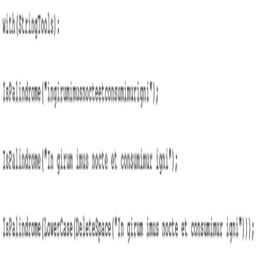 with(StringTools):
IsPalindrome("ingirumimusnocteetconsumimurigni");
IsPalindrome("In girum imus nocte et consumimur igni");
IsPalindrome(LowerCase(DeleteSpace("In girum imus nocte et consumimur igni")));